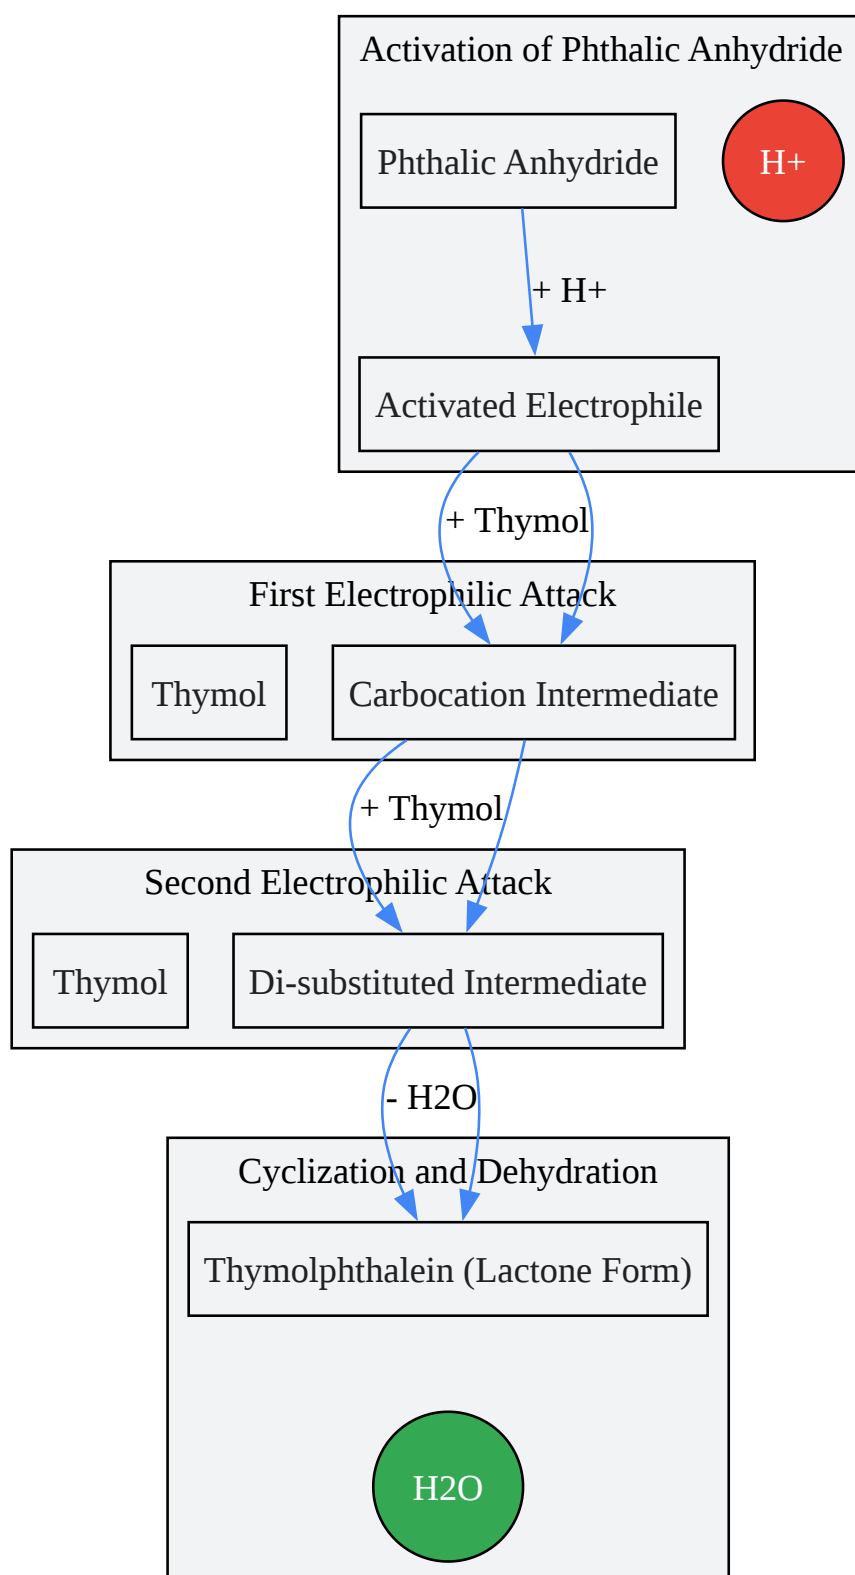 Activation of Phthalic Anhydride
Phthalic Anhydride
H+
+ H+
Activated Electrophile
+ Thymol
First Electrophilic Attack
Thymol
Carbocation Intermediate
+ Thymol
Second Electrophilic Attack
Thymol
Di-substituted Intermediate
- H2O
Cyclization and Dehydration
Thymolphthalein (Lactone Form)
H2O